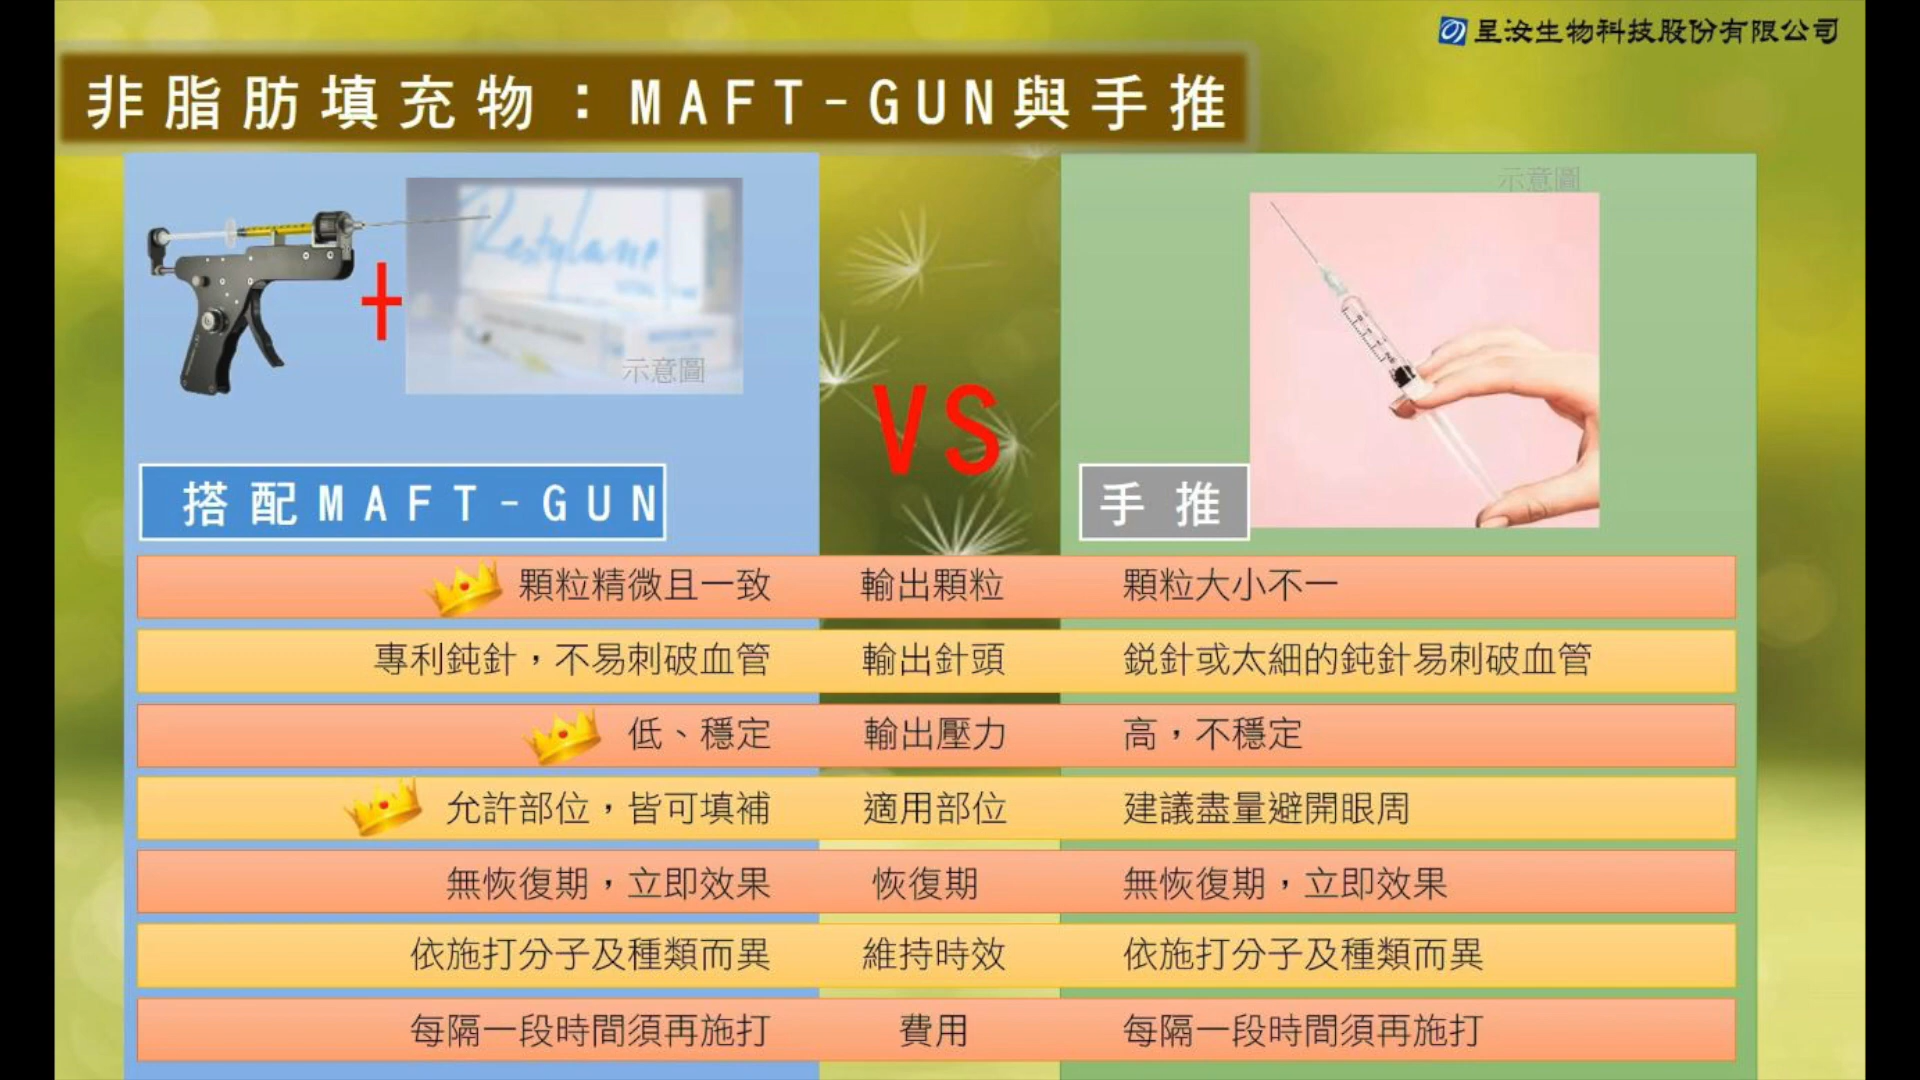 呈汝生物科技股份有限公司
非脂肪填充物：MAFT-GUN與手推
Restylane
示意圖
示意圖
VS
搭配MAFT-GUN
手推
顆粒精微且一致 輸出顆粒 顆粒大小不一
專利鈍針，不易刺破血管 輸出針頭 銳針或太細的鈍針易刺破血管
低、穩定 輸出壓力 高，不穩定
允許部位，皆可填補 適用部位 建議盡量避開眼周
無恢復期，立即效果 恢復期 無恢復期，立即效果
依施打分子及種類而異 維持時效 依施打分子及種類而異
每隔一段時間須再施打 費用 每隔一段時間須再施打